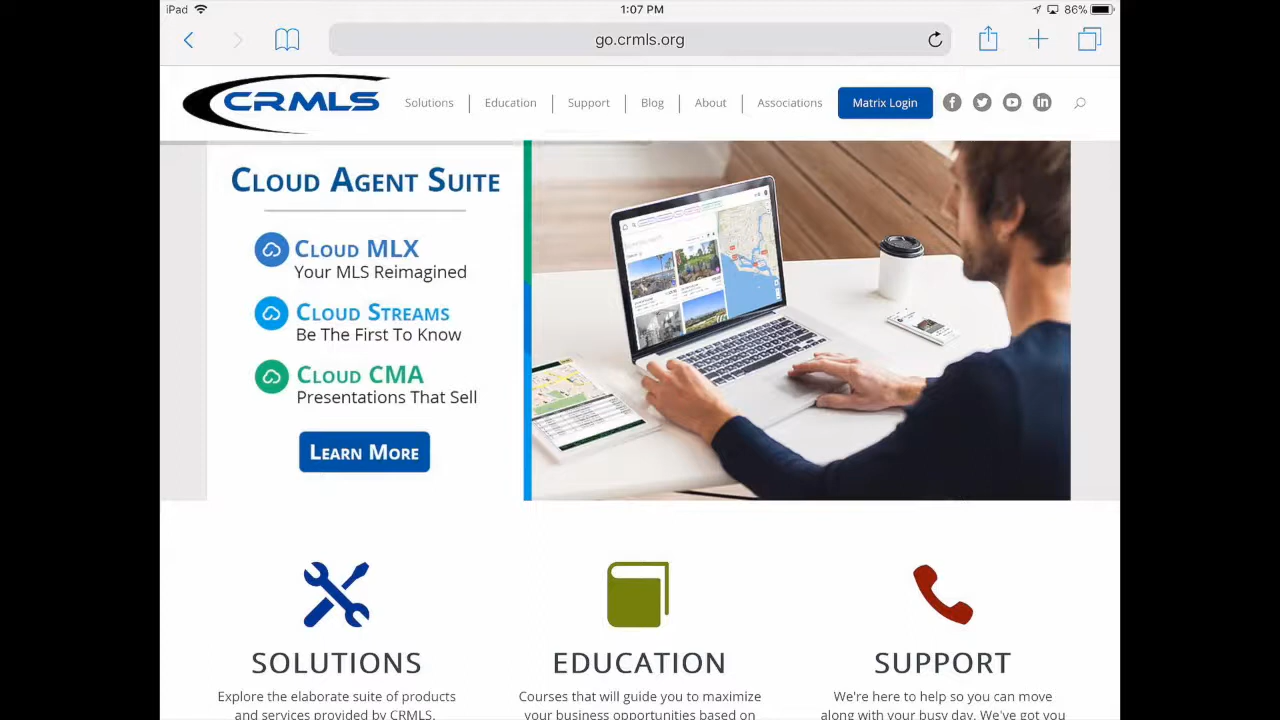 iPad
1:07 PM
86%
go.crmls.org
CRMLS
Solutions
Education
Support
Blog
About
Associations
Matrix Login
Cloud Agent Suite
Cloud MLX
Your MLS Reimagined
Cloud Streams
Be The First To Know
Cloud CMA
Presentations That Sell
Learn More
SOLUTIONS
Explore the elaborate suite of products
and services provided by CRMLS.
EDUCATION
Courses that will guide you to maximize
your business opportunities based on
SUPPORT
We're here to help so you can move
along with your busy day. We've got you